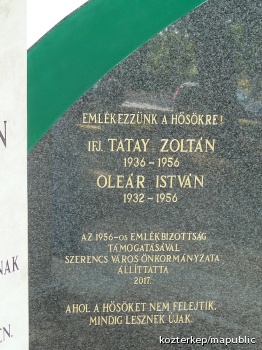 EMLÉKEZZÜNK A HŐSÖKRE!
IFJ. TATAY ZOLTÁN
1936 – 1956
OLEÁR ISTVÁN
1932 – 1956
AZ 1956-OS EMLÉKBIZOTTSÁG
TÁMOGATÁSÁVAL
SZERENCS VÁROS ÖNKORMÁNYZATA
ÁLLÍTTATTA
2017.
AHOL A HŐSÖKET NEM FELEJTIK,
MINDIG LESZNEK ÚJAK.
kozterkep/mapublic